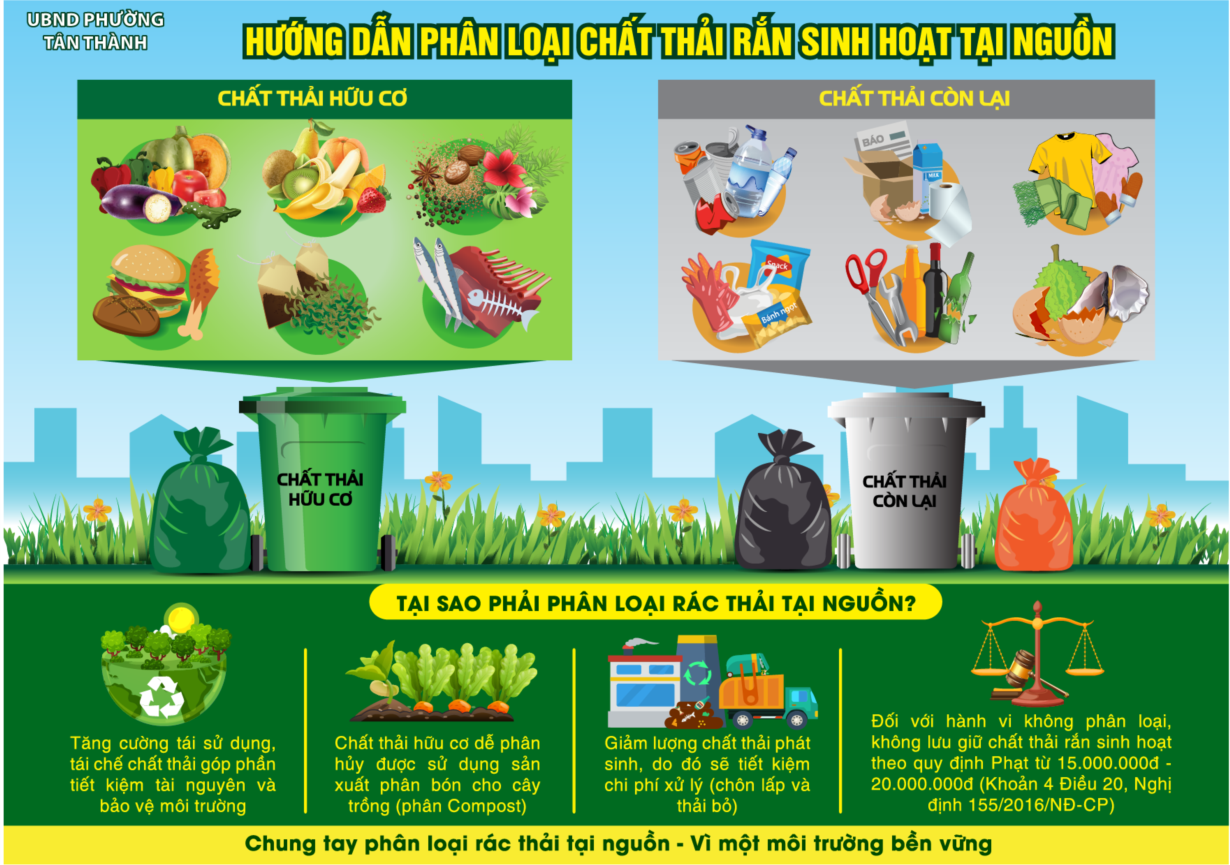 UBND PHƯỜNG
TÂN THÀNH
HƯỚNG DẪN PHÂN LOẠI CHẤT THẢI RẮN SINH HOẠT TẠI NGUỒN
CHẤT THẢI HỮU CƠ
CHẤT THẢI CÒN LẠI
BÁO
MILK
Snack
Bánh ngọt
CHẤT THẢI
HỮU CƠ
CHẤT THẢI
CÒN LẠI
TẠI SAO PHẢI PHÂN LOẠI RÁC THẢI TẠI NGUỒN?
Tăng cường tái sử dụng,
tái chế chất thải góp phần
tiết kiệm tài nguyên và
bảo vệ môi trường
Chất thải hữu cơ dễ phân
hủy được sử dụng sản
xuất phân bón cho cây
trồng (phân Compost)
Giảm lượng chất thải phát
sinh, do đó sẽ tiết kiệm
chi phí xử lý (chôn lấp và
thải bỏ)
Đối với hành vi không phân loại,
không lưu giữ chất thải rắn sinh hoạt
theo quy định Phạt từ 15.000.000đ -
20.000.000đ (Khoản 4 Điều 20, Nghị
định 155/2016/NĐ-CP)
Chung tay phân loại rác thải tại nguồn - Vì một môi trường bền vững